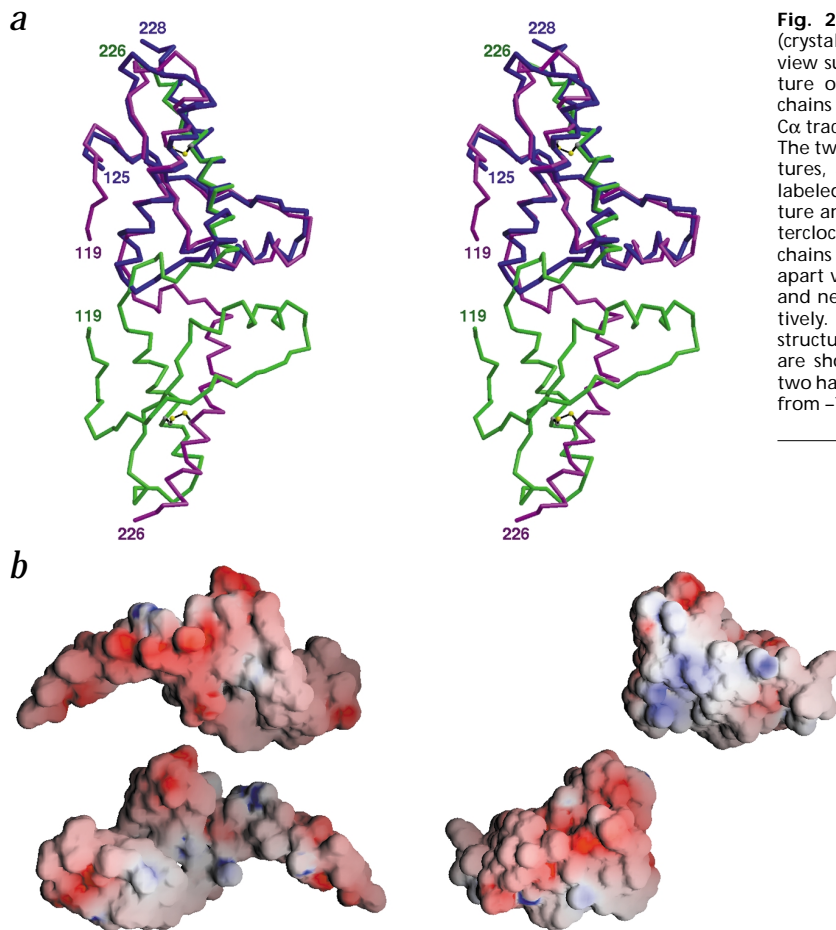 a
228
226
125
119
119
226
228
226
125
119
119
226
b
Fig. 2
(crystal
view su
ture o
chains
Cα trac
The tw
tures,
labeled
ture ar
tercloc
chains
apart v
and ne
tively.
structu
are sho
two ha
from –